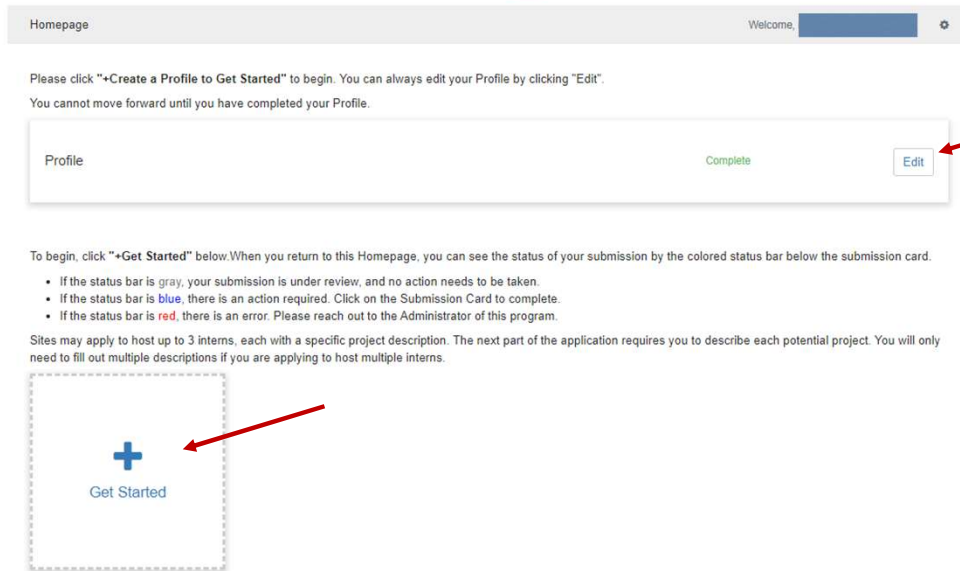 Homepage
Welcome,
Please click "+Create a Profile to Get Started" to begin. You can always edit your Profile by clicking "Edit".
You cannot move forward until you have completed your Profile.
Profile
Complete
Edit
To begin, click "+Get Started" below.When you return to this Homepage, you can see the status of your submission by the colored status bar below the submission card.
• If the status bar is gray, your submission is under review, and no action needs to be taken.
• If the status bar is blue, there is an action required. Click on the Submission Card to complete.
• If the status bar is red, there is an error. Please reach out to the Administrator of this program.
Sites may apply to host up to 3 interns, each with a specific project description. The next part of the application requires you to describe each potential project. You will only
need to fill out multiple descriptions if you are applying to host multiple interns.
Get Started